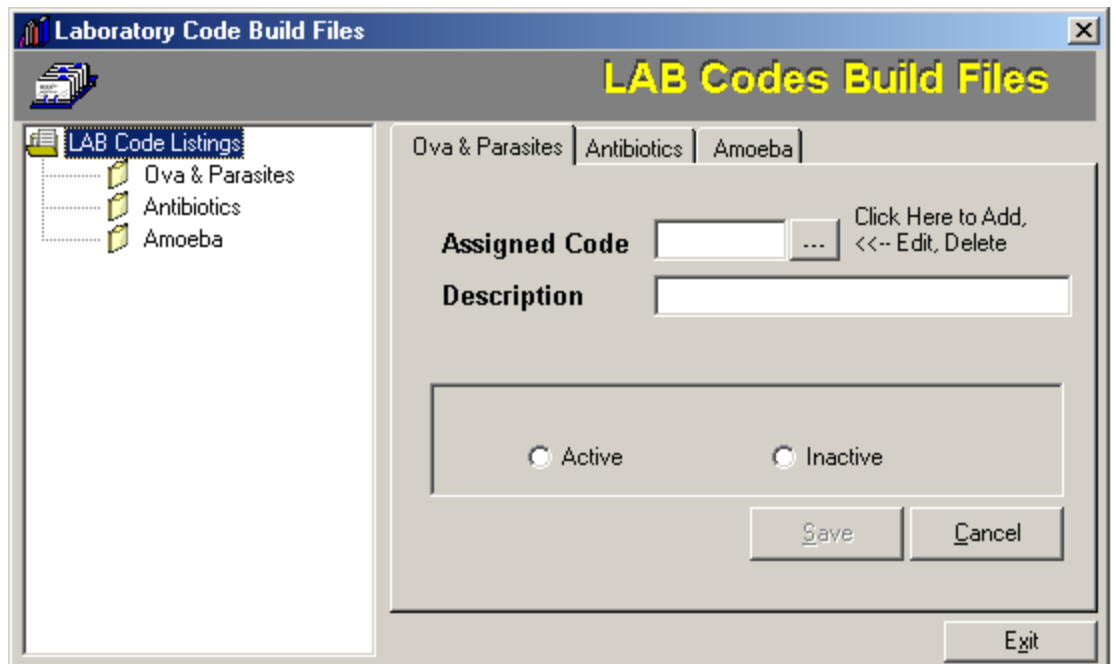 Laboratory Code Build Files
LAB Codes Build Files
LAB Code Listings
Ova & Parasites
Antibiotics
Amoeba
Ova & Parasites
Antibiotics
Amoeba
Assigned Code
...
Click Here to Add,
<<-- Edit, Delete
Description
Active
Inactive
Save
Cancel
Exit